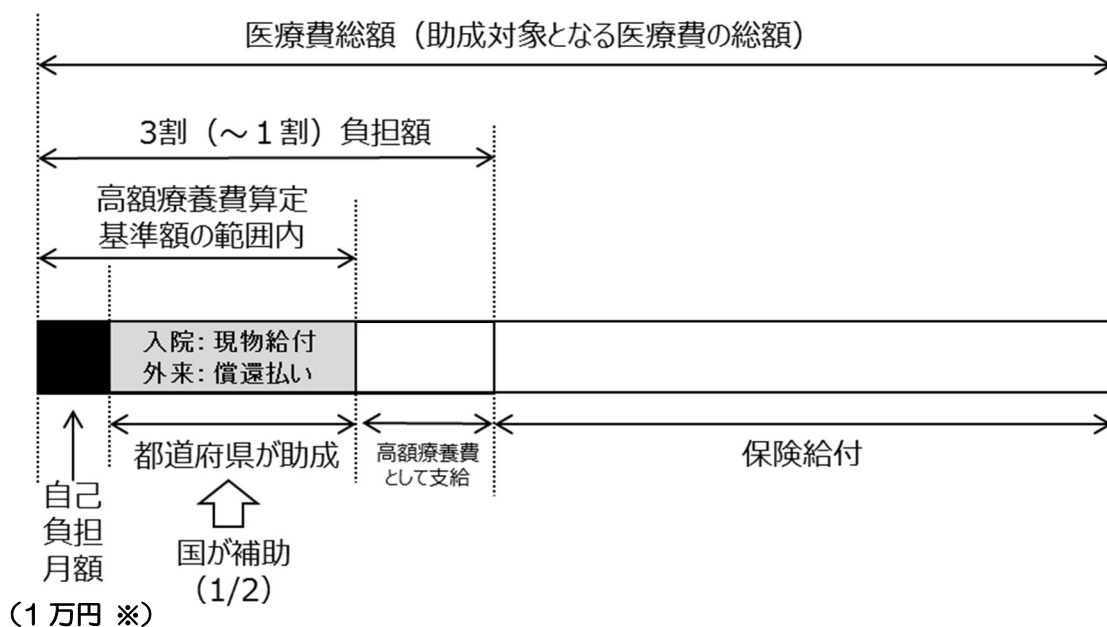 医療費総額（助成対象となる医療費の総額）
3割（～１割）負担額
高額療養費算定
基準額の範囲内
入院：現物給付
外来：償還払い
都道府県が助成
高額療養費
として支給
保険給付
自己
負担
月額
（１万円 ※）
国が補助
(1/2)